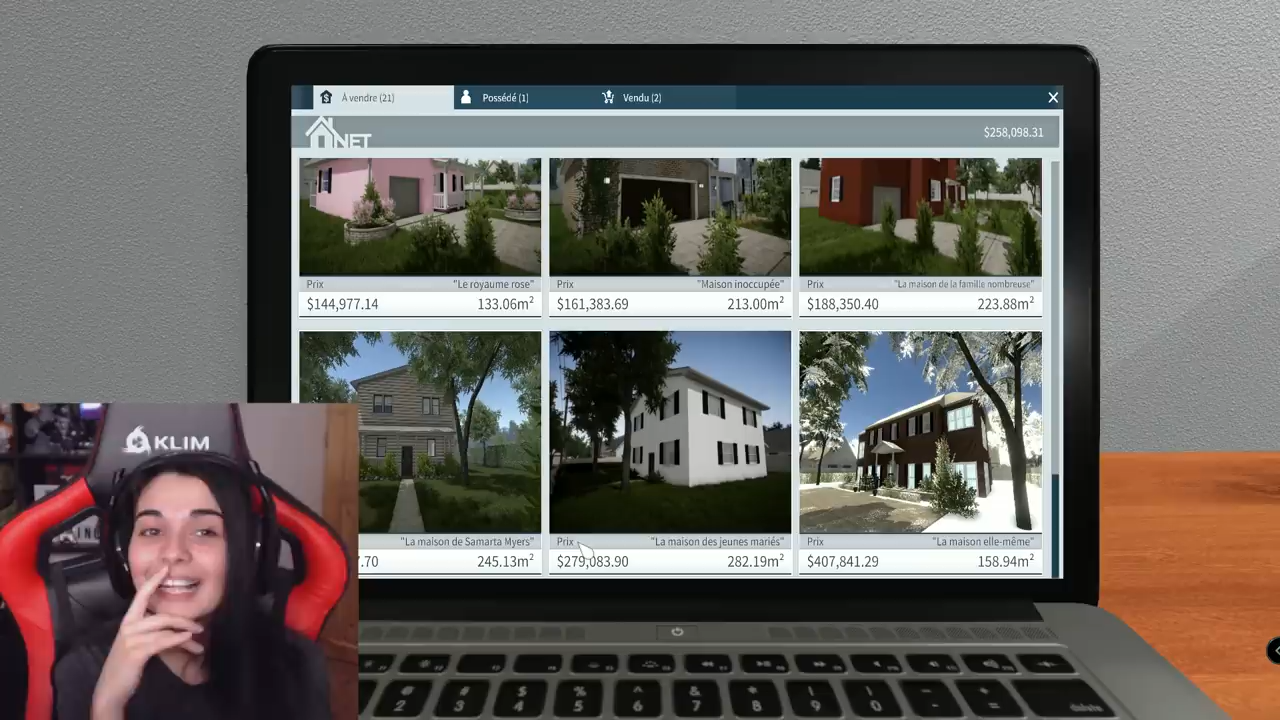 À vendre (21)
Possédé (1)
Vendu (2)
NET
$258,098.31
Prix "Le royaume rose"
$144,977.14 133.06m²
Prix "Maison inoccupée"
$161,383.69 213.00m²
Prix "La maison de la famille nombreuse"
$188,350.40 223.88m²
"La maison de Samarta Myers"
7.70 245.13m²
Prix "La maison des jeunes mariés"
$279,083.90 282.19m²
Prix "La maison elle-même"
$407,841.29 158.94m²
KLIM